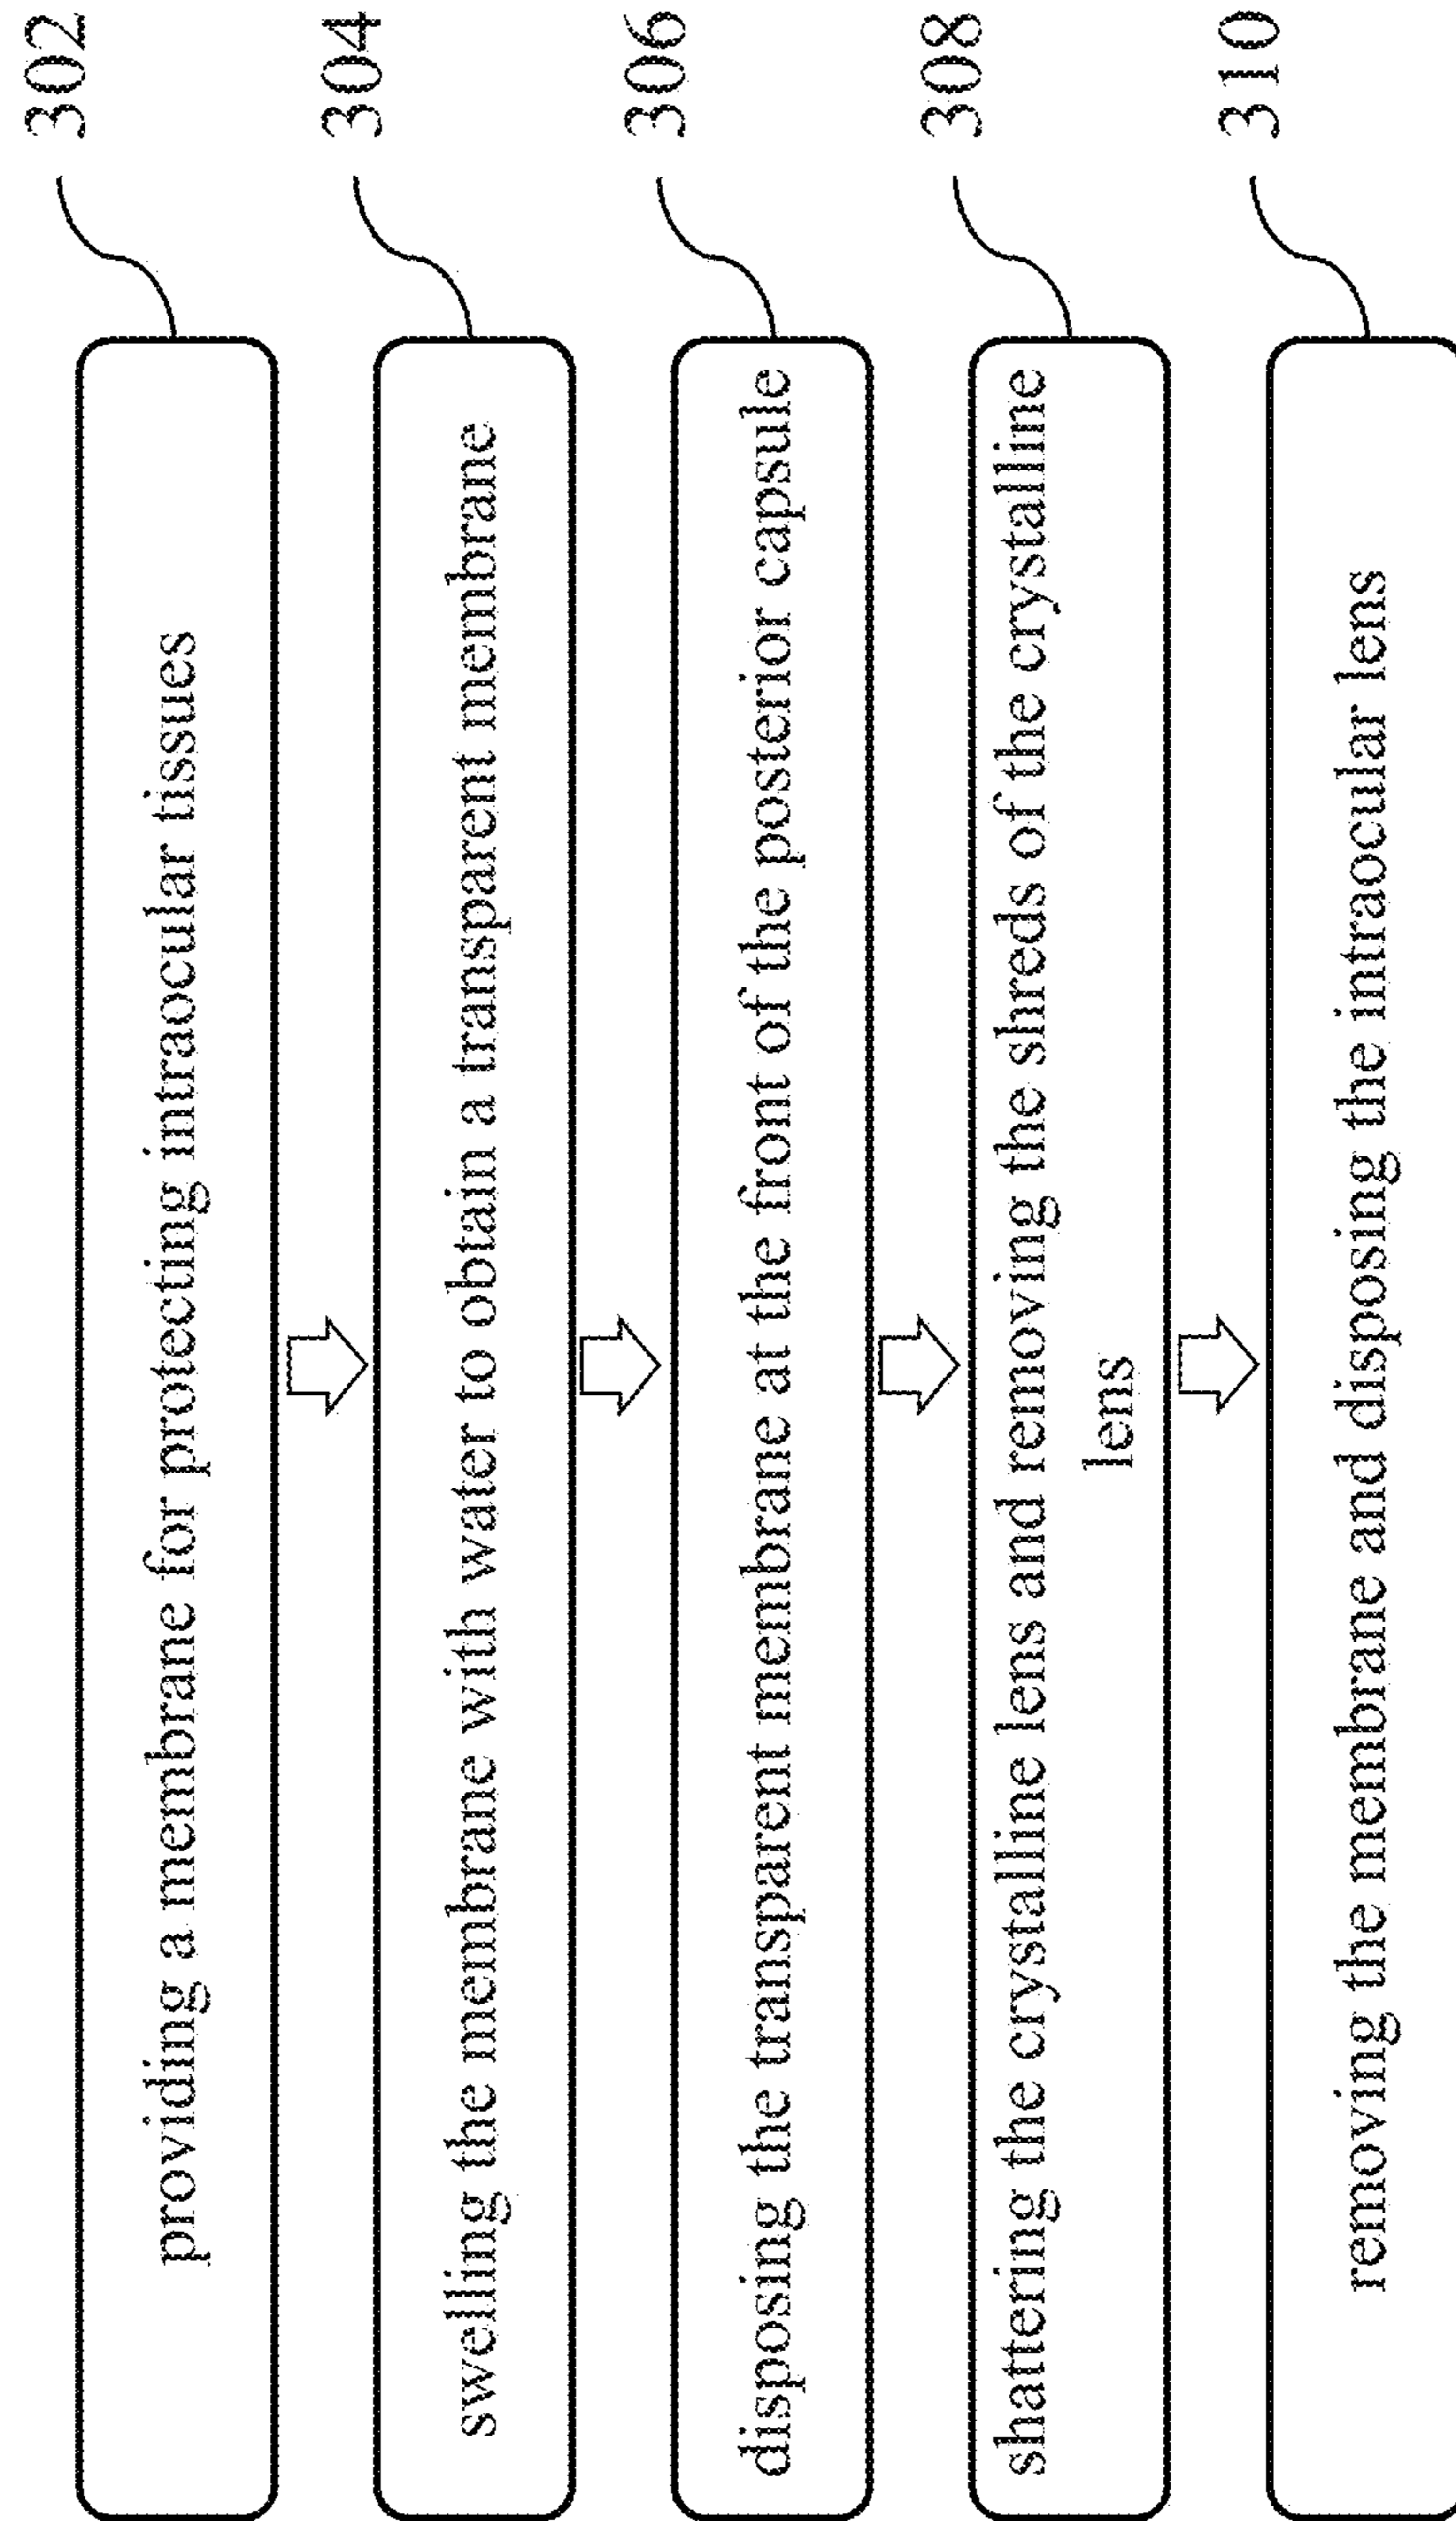 providing a membrane for protecting intraocular tissues
302
swelling the membrane with water to obtain a transparent membrane
304
disposing the transparent membrane at the front of the posterior capsule
306
shattering the crystalline lens and removing the shreds of the crystalline
lens
308
removing the membrane and disposing the intraocular lens
310